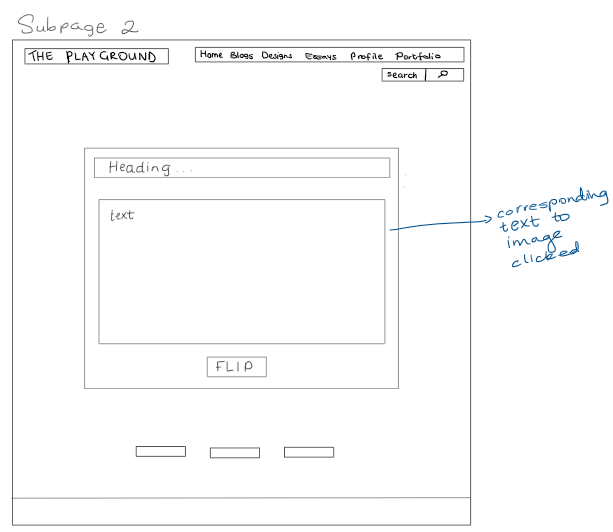 Subpage 2
THE PLAYGROUND
Home Blogs Designs Essays Profile Portfolio
Search
Heading...
text
corresponding
text to
image
clicked
FLIP